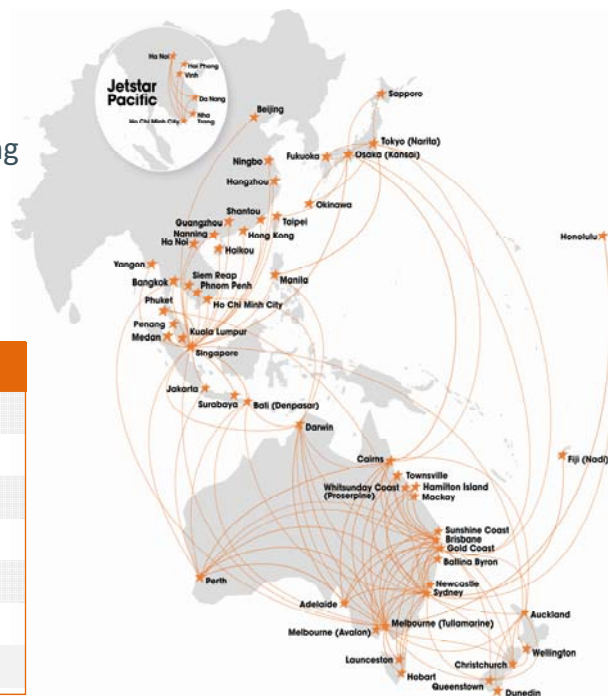 Ha Noi
Hai Phong
Vinh
Jetstar
Pacific
Da Nang
Nha
Trang
Ho Chi Minh City
ng
Beijing
Sapporo
Tokyo (Narita)
Osaka (Kansai)
Fukuoka
Ningbo
Hangzhou
Okinawa
Shantou
Taipei
Guangzhou
Nanning
Hong Kong
Ha Noi
Haikou
Honolulu
Yangon
Siem Reap
Bangkok
Phnom Penh
Manila
Phuket
Ho Chi Minh City
Penang
Kuala Lumpur
Medan
Singapore
Jakarta
Surabaya
Bali (Denpasar)
Darwin
Cairns
Fiji (Nadi)
Townsville
Whitsunday Coast
(Proserpine)
Hamilton Island
Mackay
Sunshine Coast
Brisbane
Gold Coast
Ballina Byron
Perth
Newcastle
Sydney
Adelaide
Auckland
Melbourne (Tullamarine)
Melbourne (Avalon)
Wellington
Launceston
Christchurch
Hobart
Queenstown
Dunedin